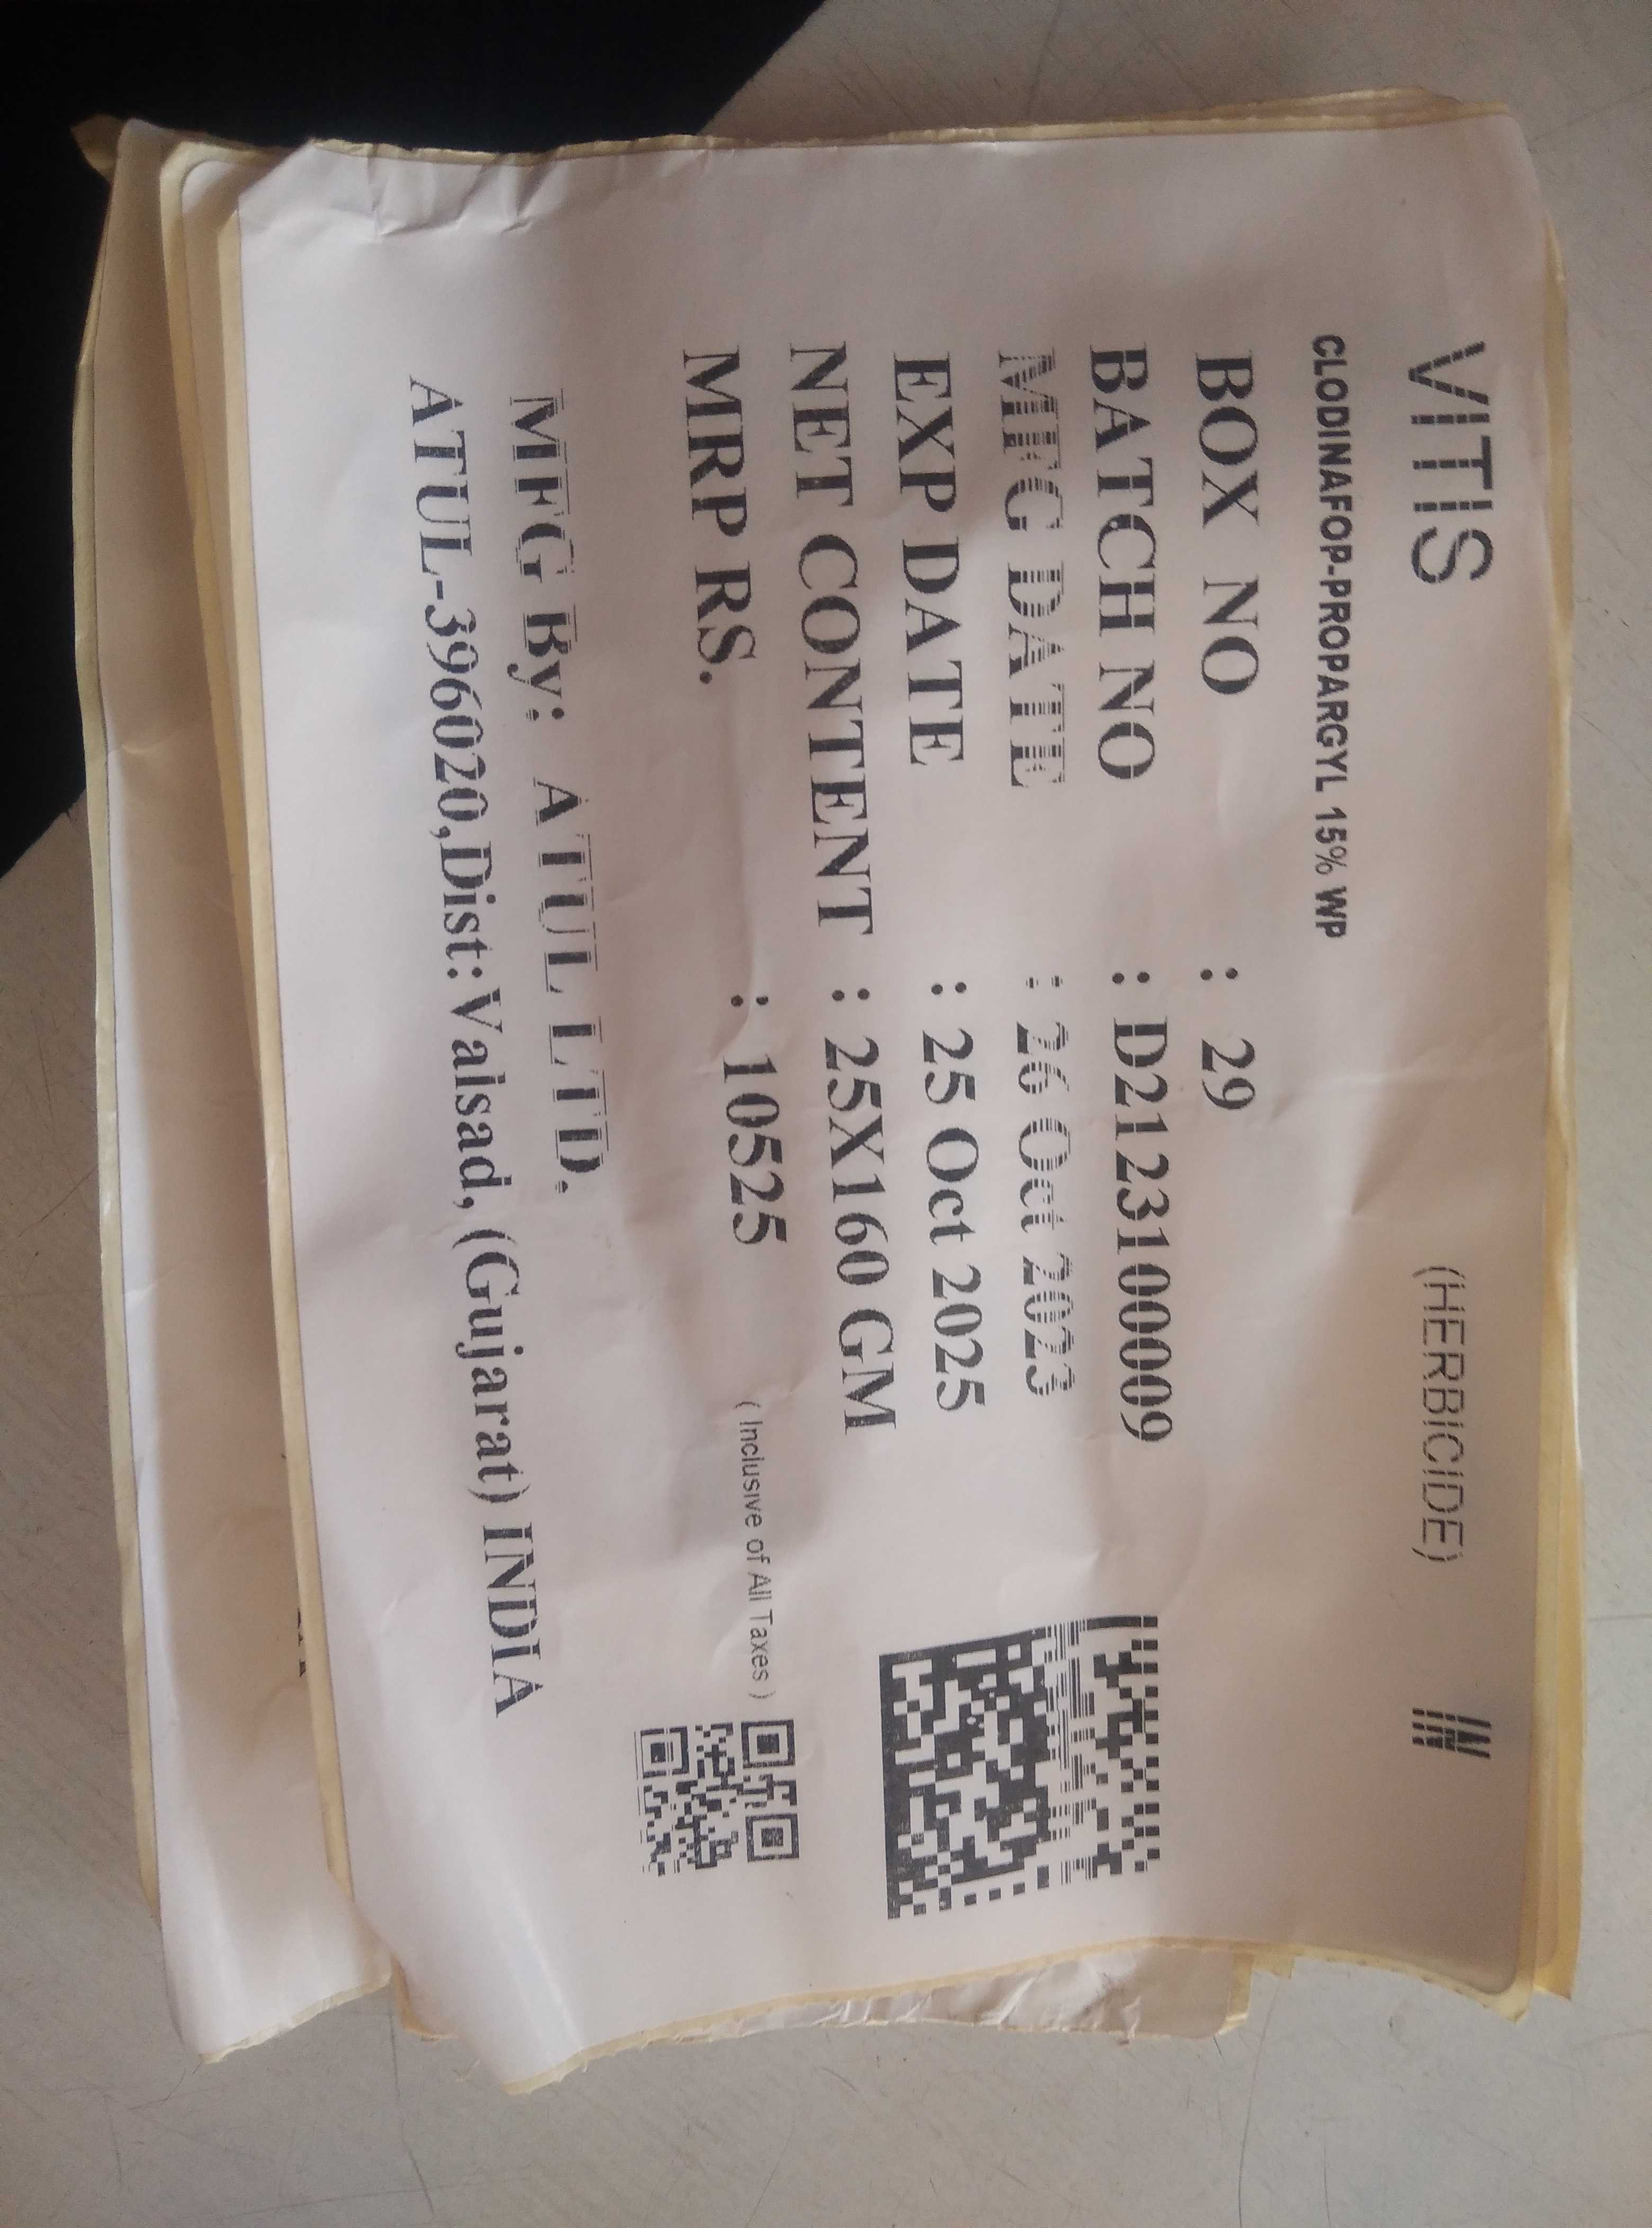 VITIS (HERBICIDE)
CLODINAFOP-PROPARGYL 15% WP
BOX NO : 29
BATCH NO : D2123100009
MFG DATE : 26 Oct 2023
EXP DATE : 25 Oct 2025
NET CONTENT : 25X160 GM
MRP RS. : 10525 ( Inclusive of All Taxes )
MFG By: ATUL LTD.
ATUL-396020,Dist:Valsad, (Gujarat) INDIA